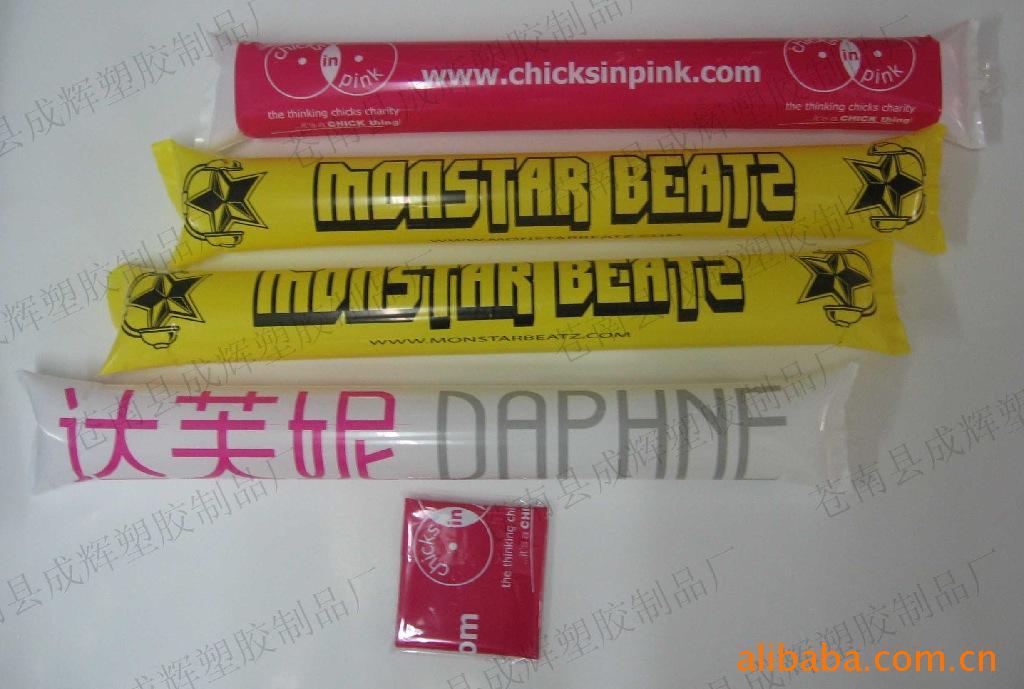 chicks in pink
www.chicksinpink.com
chicks in pink
the thinking chicks charity
...it's a CHICK thing!
the thinking chicks charity
...it's a CHICK thing!
MONSTAR BEATZ
WWW.MONSTARBEATZ.COM
MONSTAR BEATZ
WWW.MONSTARBEATZ.COM
达芙妮 DAPHNE
chicks in
the thinking chi
...it's a CHI
om
苍南县成辉塑胶制品厂
alibaba.com.cn